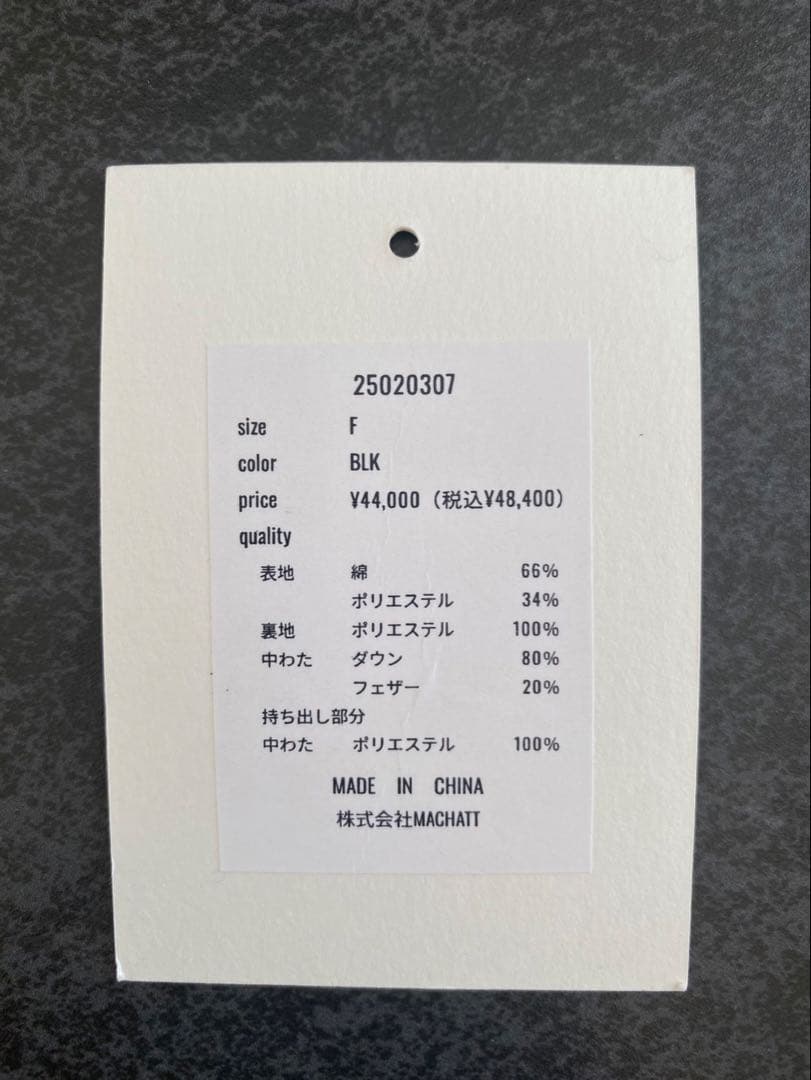 25020307
size F
color BLK
price ¥44,000（税込¥48,400）
quality
表地 綿 66%
ポリエステル 34%
裏地 ポリエステル 100%
中わた ダウン 80%
フェザー 20%
持ち出し部分
中わた ポリエステル 100%
MADE IN CHINA
株式会社MACHATT